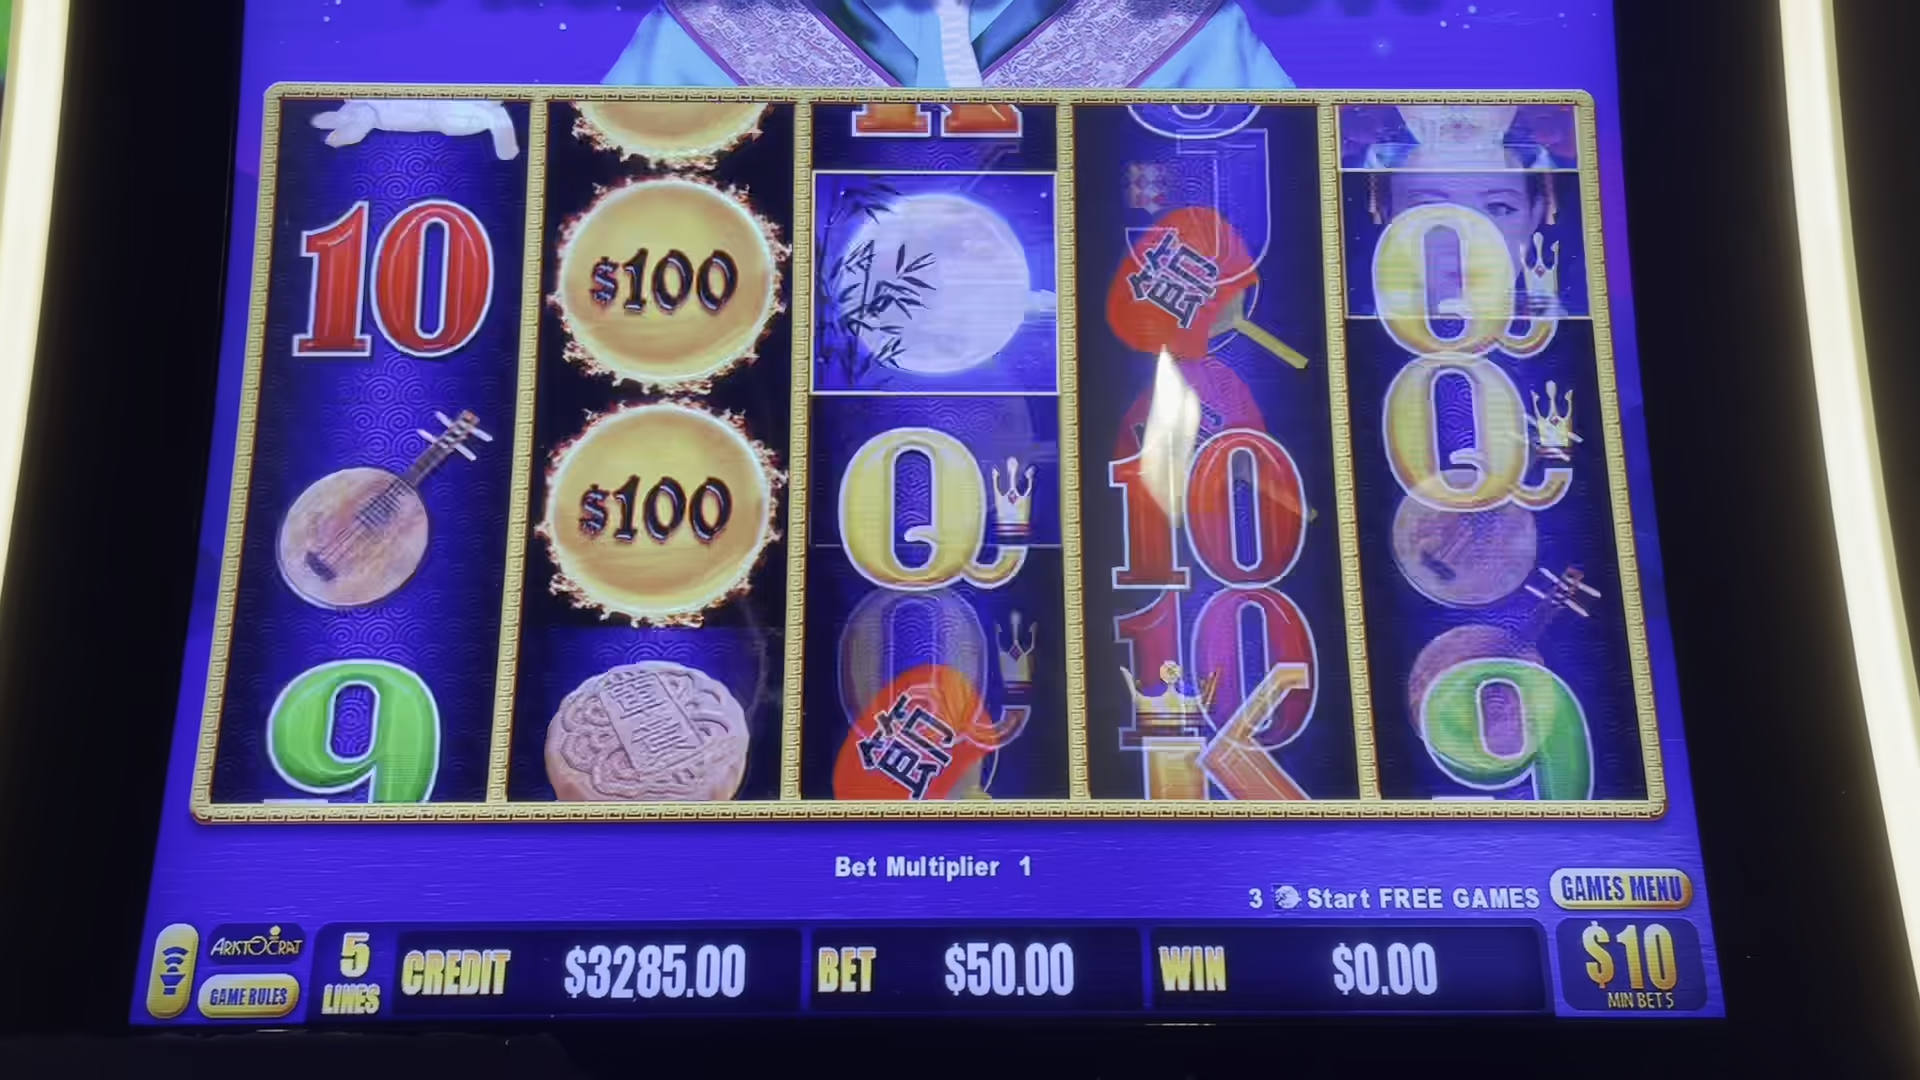 10
$100
Q
$100
Q
10
Q
10
9
K
9
Bet Multiplier 1
3 Start FREE GAMES
GAMES MENU
ARISTOCRAT
GAME RULES
5
LINES
CREDIT $3285.00
BET $50.00
WIN $0.00
$10
MIN BET 5